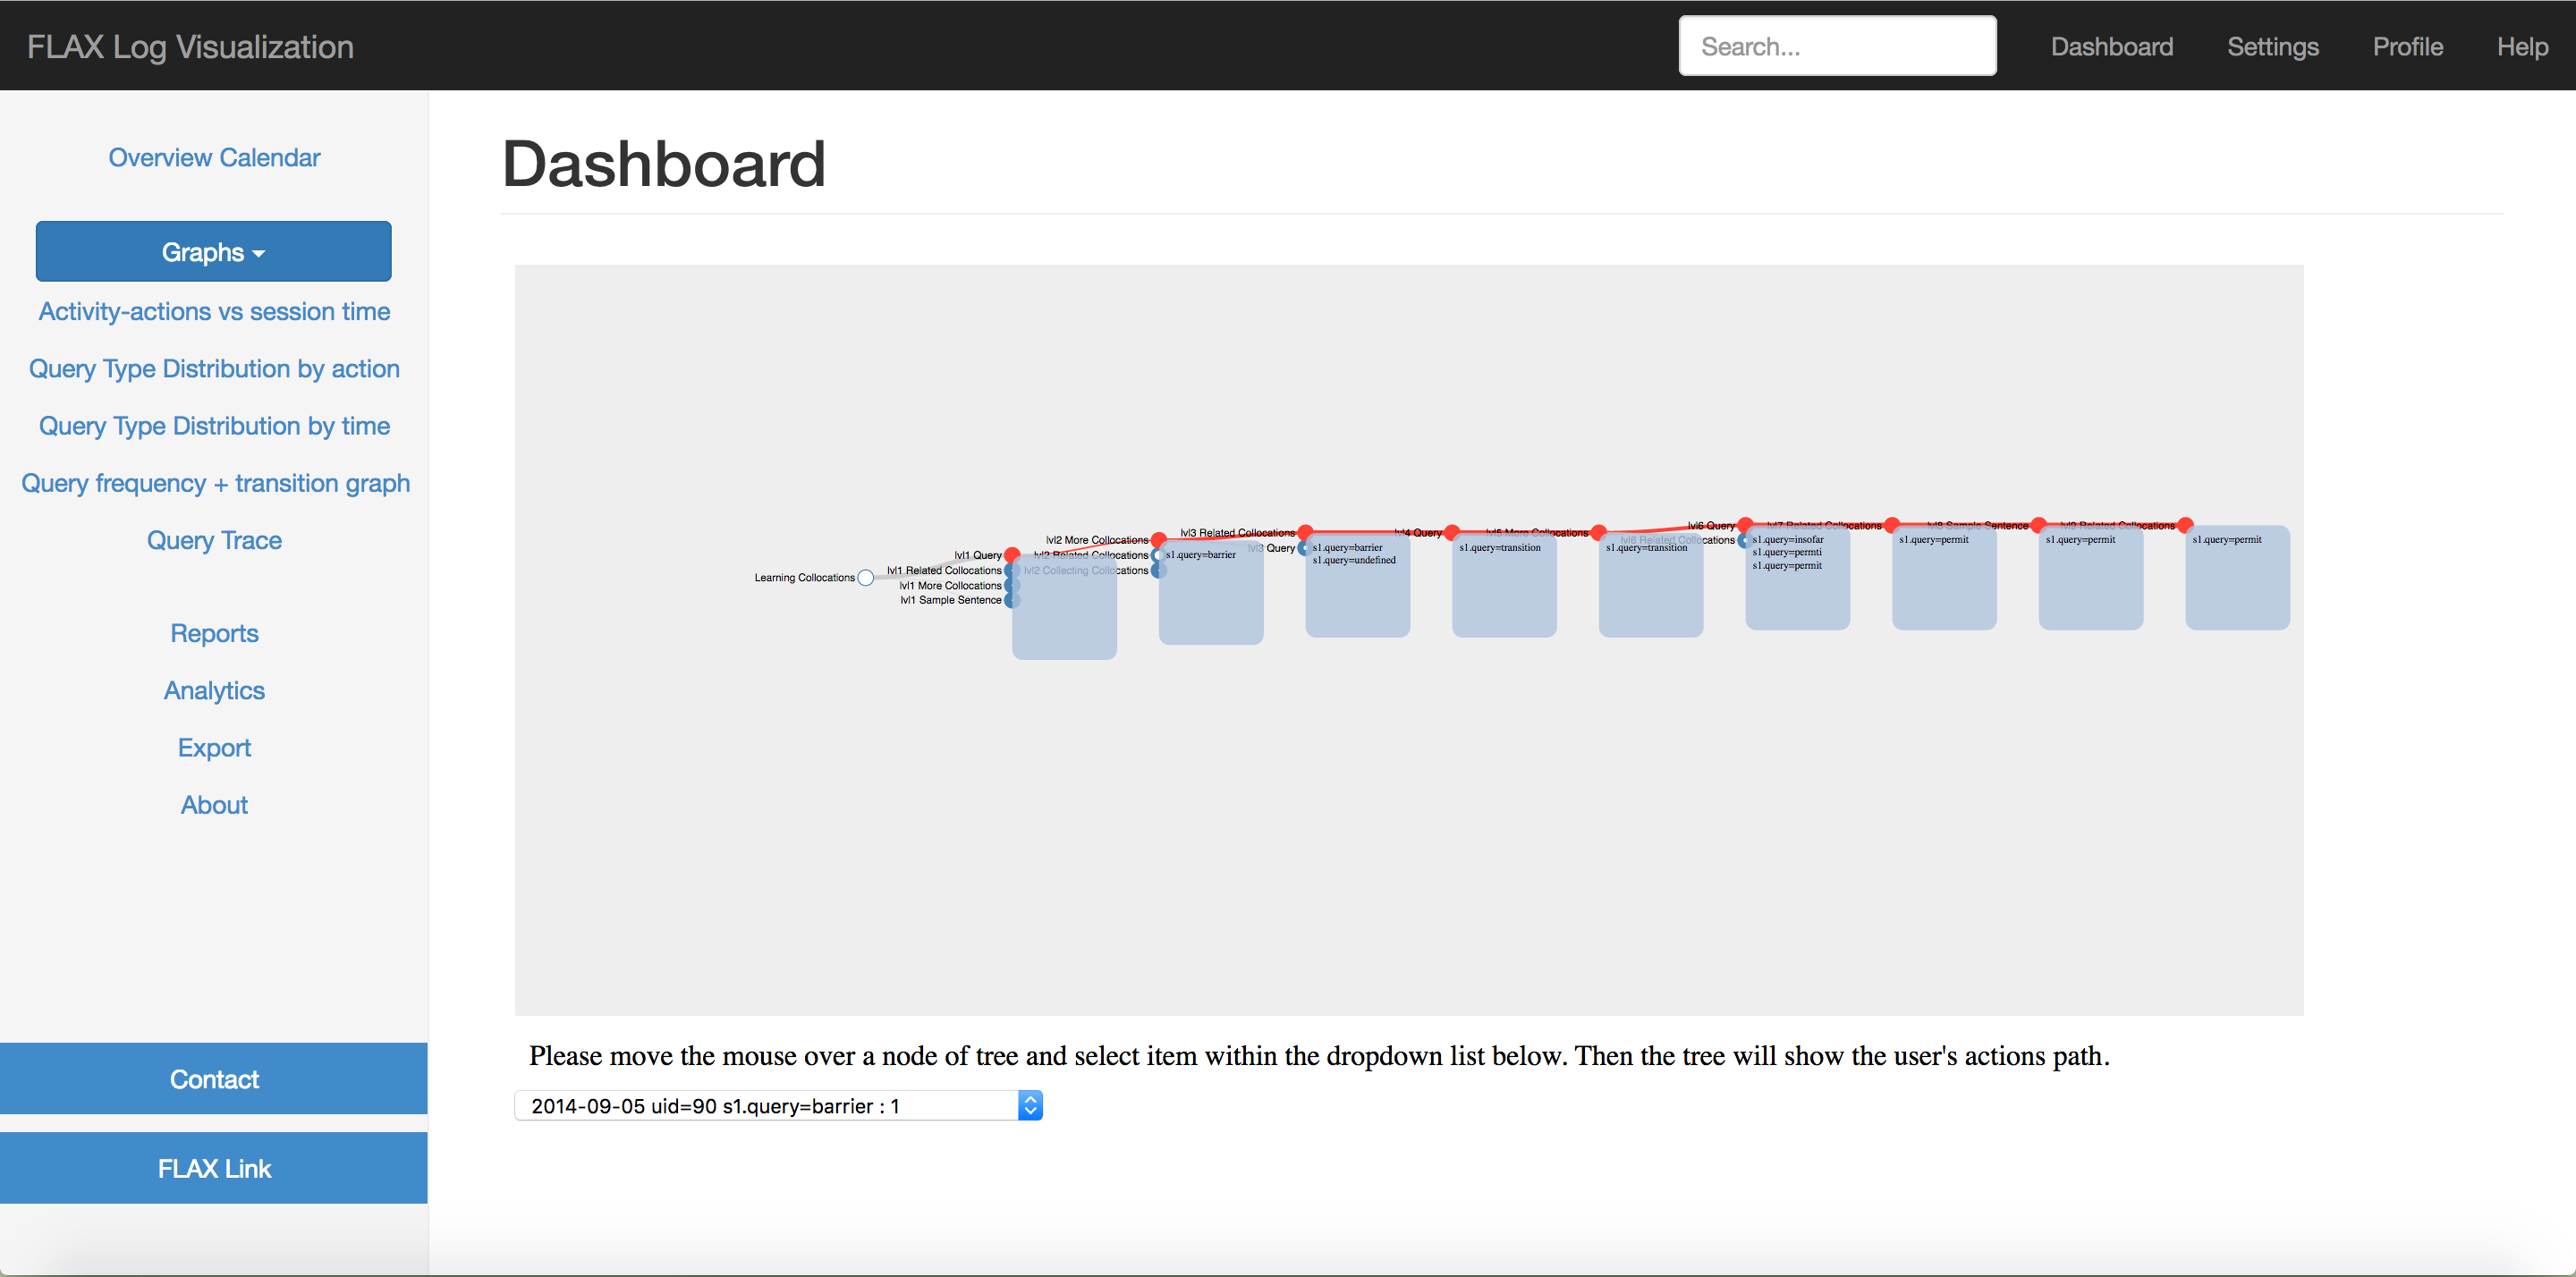 FLAX Log Visualization
Search...
Dashboard
Settings
Profile
Help
Overview Calendar
Graphs
Activity-actions vs session time
Query Type Distribution by action
Query Type Distribution by time
Query frequency + transition graph
Query Trace
Reports
Analytics
Export
About
Contact
FLAX Link
Dashboard
Learning Collocations
lvl1 Query
lvl1 Related Collocations
lvl1 More Collocations
lvl1 Sample Sentence
lvl2 More Collocations
lvl2 Related Collocations
lvl2 Collecting Collocations
s1.query=barrier
lvl3 Related Collocations
lvl3 Query
s1.query=barrier
s1.query=undefined
lvl4 Query
s1.query=transition
lvl5 More Collocations
s1.query=transition
lvl6 Query
lvl6 Related Collocations
s1.query=insofar
s1.query=permti
s1.query=permit
lvl7 Related Collocations
s1.query=permit
lvl8 Sample Sentence
s1.query=permit
lvl9 Related Collocations
s1.query=permit
Please move the mouse over a node of tree and select item within the dropdown list below. Then the tree will show the user's actions path.
2014-09-05 uid=90 s1.query=barrier : 1